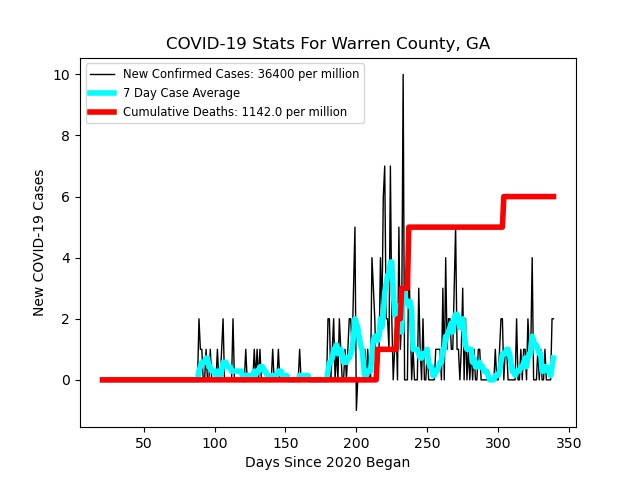 COVID-19 Stats For Warren County, GA
New Confirmed Cases: 36400 per million
7 Day Case Average
Cumulative Deaths: 1142.0 per million
New COVID-19 Cases
10
8
6
4
2
0
50 100 150 200 250 300 350
Days Since 2020 Began